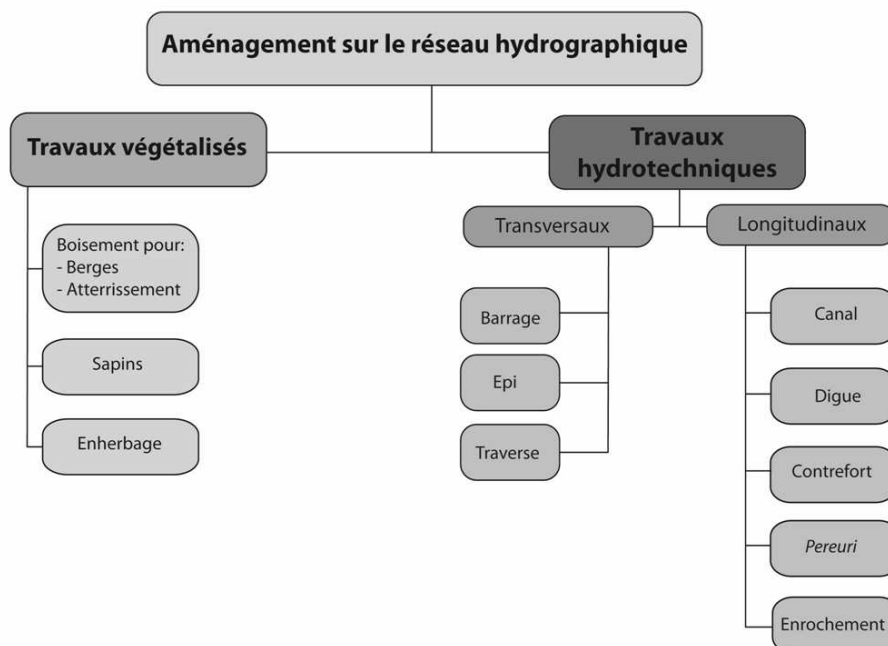 Aménagement sur le réseau hydrographique
Travaux végétalisés
Boisement pour:
- Berges
- Atterrissement
Sapins
Enherbage
Travaux
hydrotechniques
Transversaux
Barrage
Epi
Traverse
Longitudinaux
Canal
Digue
Contrefort
Pereuri
Enrochement